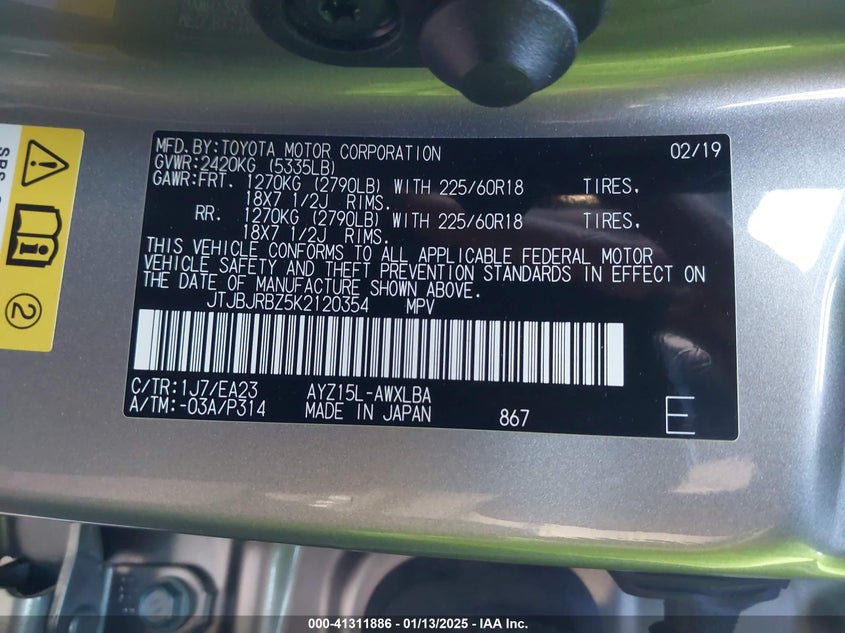 MFD.BY:TOYOTA MOTOR CORPORATION 02/19
GVWR:2420KG (5335LB)
GAWR:FRT. 1270KG (2790LB) WITH 225/60R18 TIRES.
18X7 1/2J RIMS.
RR. 1270KG (2790LB) WITH 225/60R18 TIRES.
18X7 1/2J RIMS.
THIS VEHICLE CONFORMS TO ALL APPLICABLE FEDERAL MOTOR
VEHICLE SAFETY AND THEFT PREVENTION STANDARDS IN EFFECT ON
THE DATE OF MANUFACTURE SHOWN ABOVE.
JTJBJRBZ5K2120354 MPV
C/TR:1J7/EA23 AYZ15L-AWXLBA
A/TM:-03A/P314 MADE IN JAPAN 867 E
SRS
2
000-41311886 - 01/13/2025 - IAA Inc.